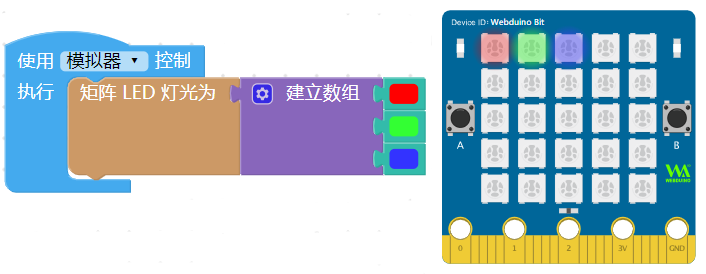 使用 模拟器 控制
执行 矩阵 LED 灯光为 建立数组
Device ID: Webduino Bit
A B
WEBDUINO
0 1 2 3V GND